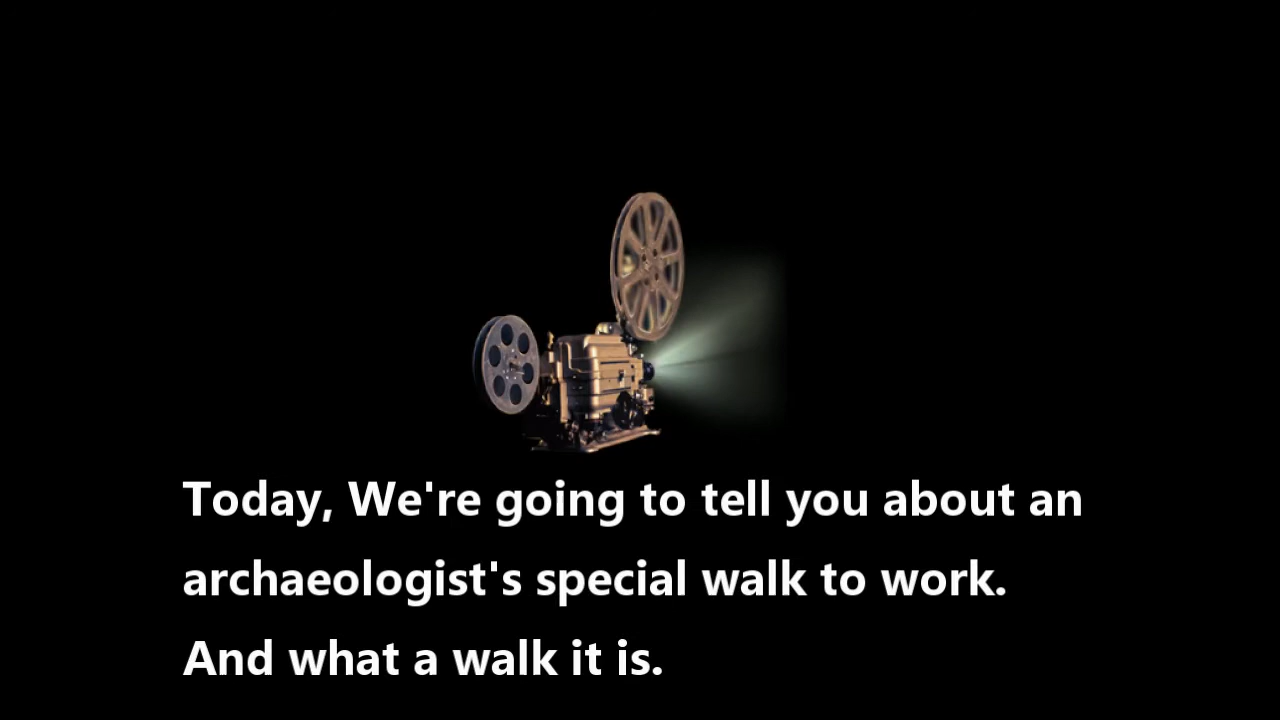 Today, We're going to tell you about an
archaeologist's special walk to work.
And what a walk it is.